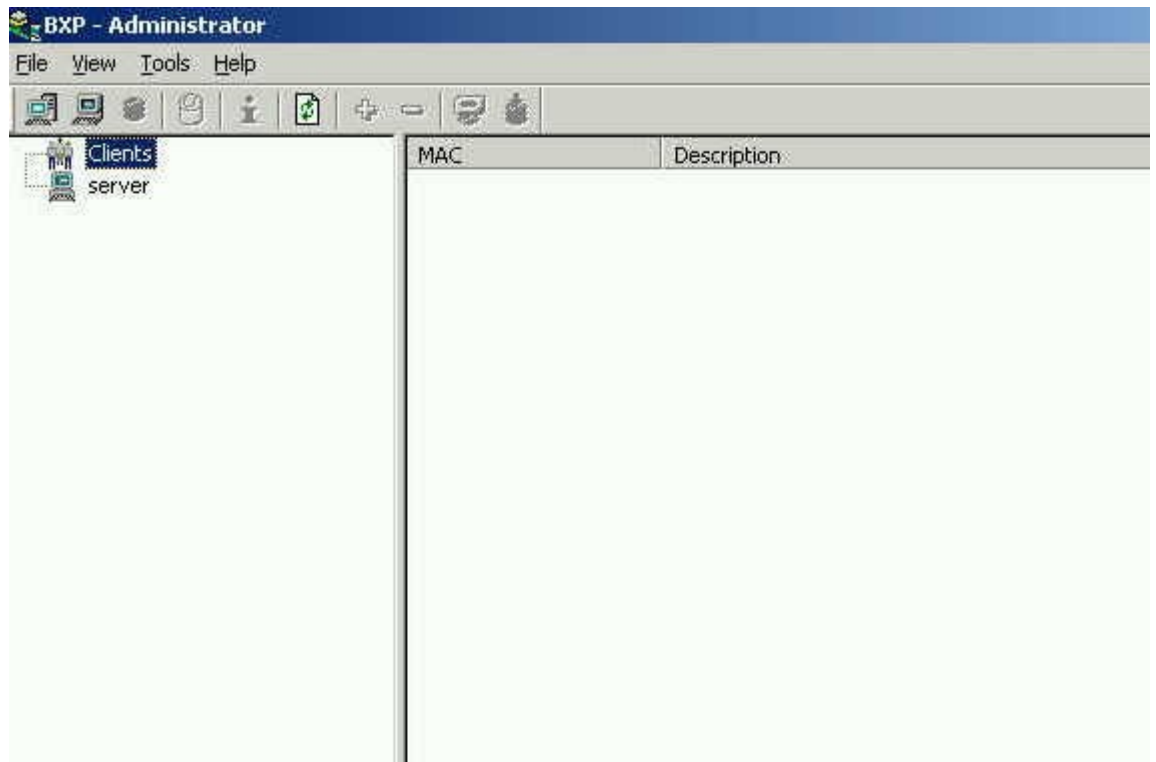 BXP - Administrator
File View Tools Help
Clients
server
MAC Description